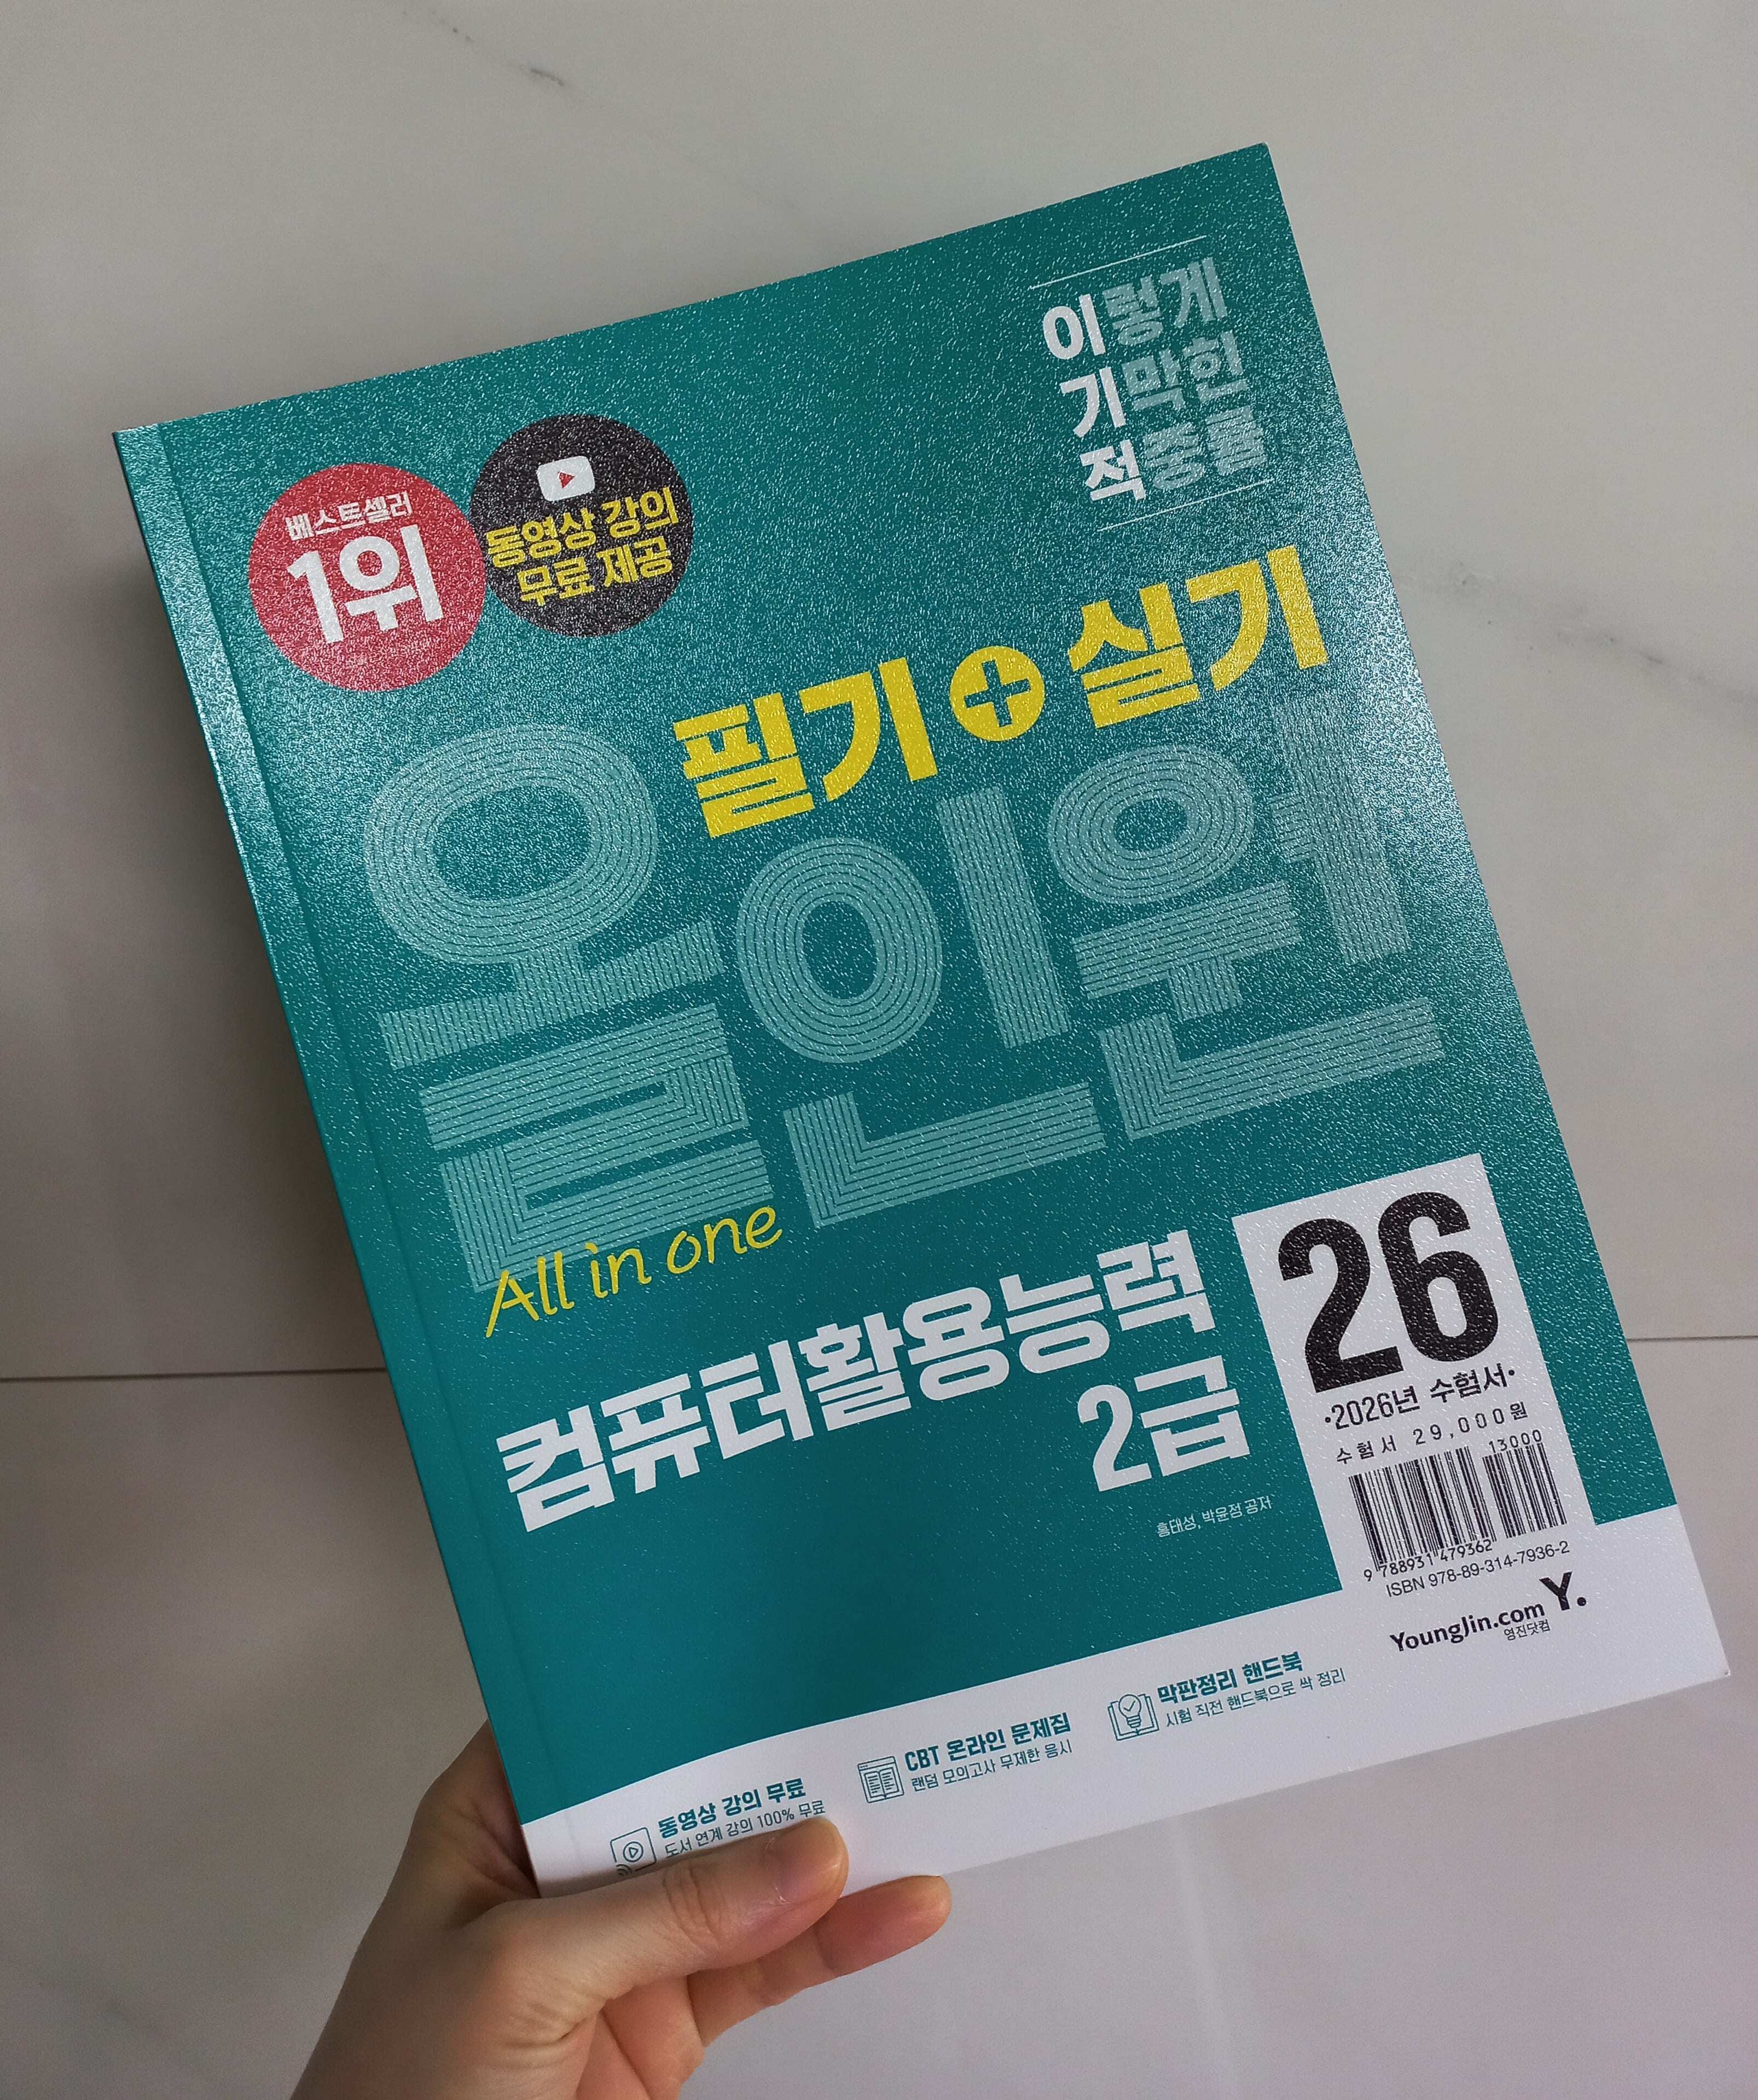 이렇게
기막힌
적중률
베스트셀러
1위
동영상 강의
무료 제공
필기+실기
올인원
All in one
컴퓨터활용능력
2급
홍태성, 박윤정 공저
26
·2026년 수험서·
수험서 29,000원
13000
9 788931 479362
ISBN 978-89-314-7936-2
YoungJin.com Y.
영진닷컴
동영상 강의 무료
도서 연계 강의 100% 무료
CBT 온라인 문제집
랜덤 모의고사 무제한 응시
막판정리 핸드북
시험 직전 핸드북으로 싹 정리